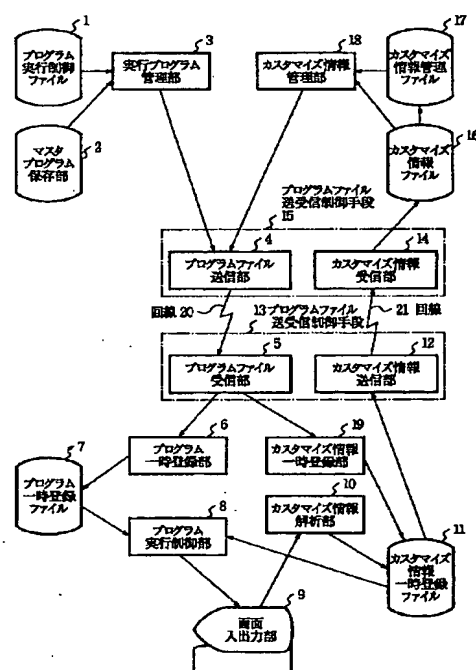 1
プログラム
実行制御
ファイル
3
実行プログラム
管理部
18
カスタマイズ情報
管理部
17
カスタマイズ
情報管理
ファイル
2
マスタ
プログラム
保存部
16
カスタマイズ
情報
ファイル
プログラムファイル
送受信制御手段
15
4
プログラムファイル
送信部
14
カスタマイズ情報
受信部
回線 20
13 プログラムファイル
送受信制御手段
21 回線
5
プログラムファイル
受信部
12
カスタマイズ情報
送信部
6
プログラム
一時登録部
19
カスタマイズ情報
一時登録部
7
プログラム
一時登録
ファイル
8
プログラム
実行制御部
10
カスタマイズ情報
解析部
11
カスタマイズ
情報
一時登録
ファイル
9
画面
入出力部